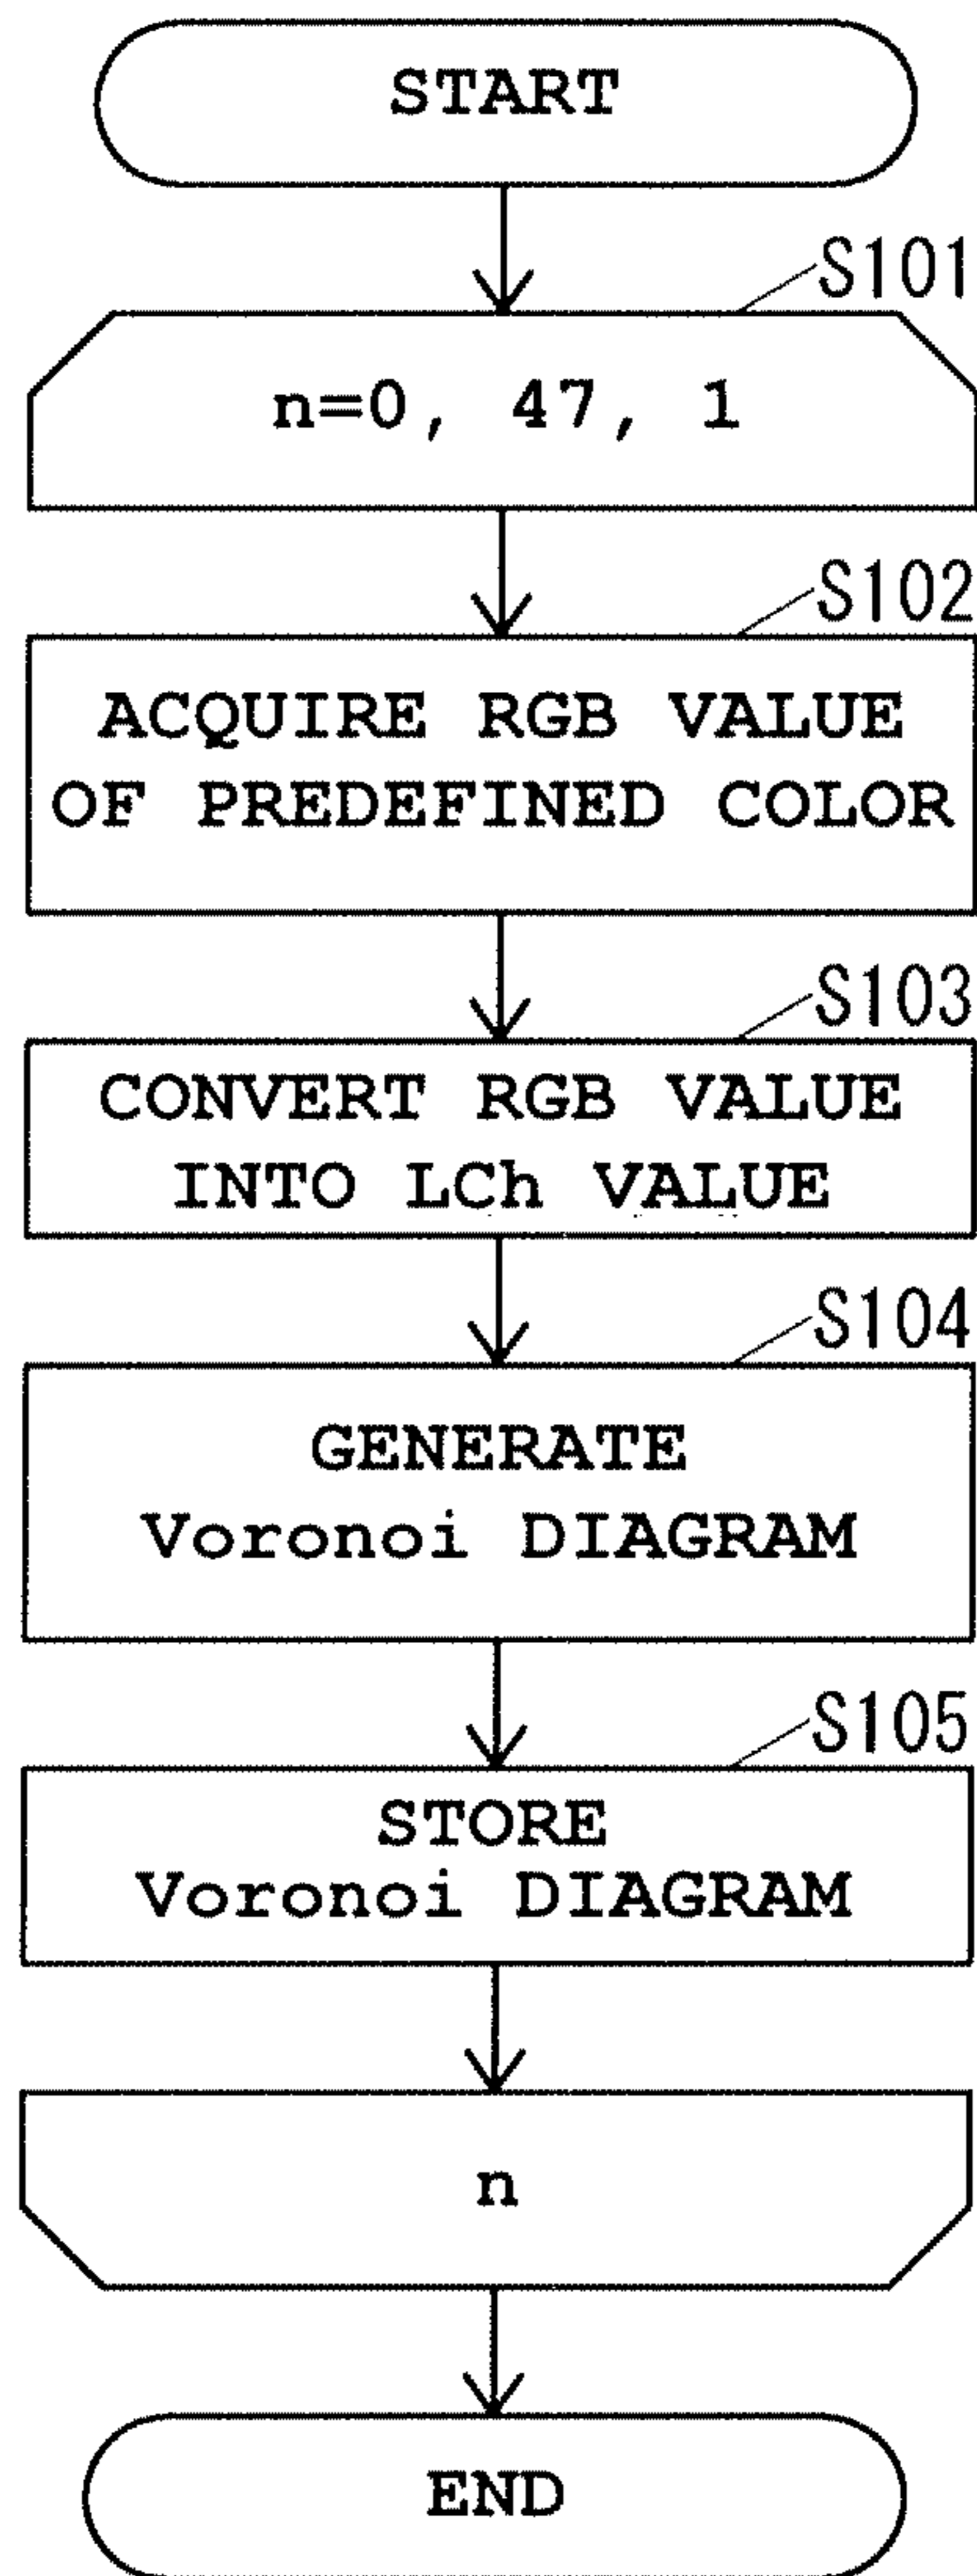 START
S101
n=0, 47, 1
S102
ACQUIRE RGB VALUE
OF PREDEFINED COLOR
S103
CONVERT RGB VALUE
INTO LCh VALUE
S104
GENERATE
Voronoi DIAGRAM
S105
STORE
Voronoi DIAGRAM
n
END